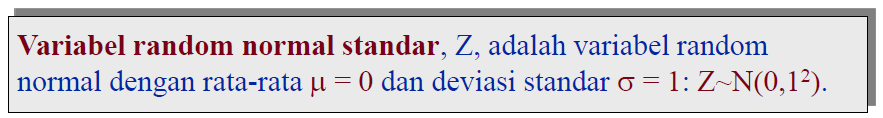 Variabel random normal standar, Z, adalah variabel random
normal dengan rata-rata μ = 0 dan deviasi standar σ = 1: Z~N(0,1²).